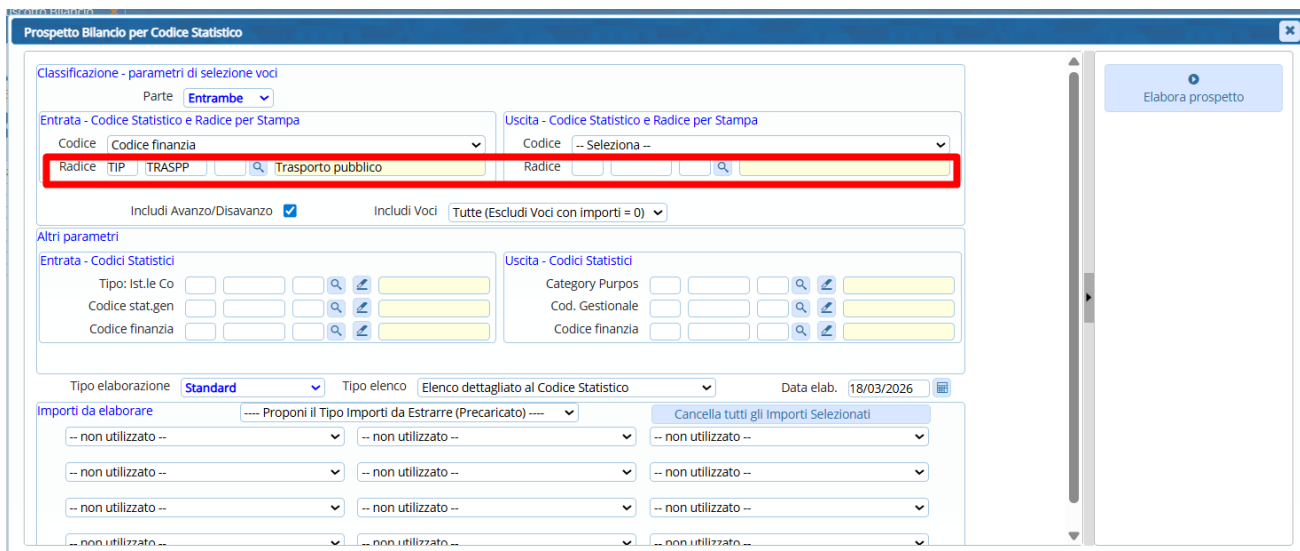 Prospetto Bilancio per Codice Statistico
Classificazione - parametri di selezione voci
Elabora prospetto
Parte Entrambe
Entrata - Codice Statistico e Radice per Stampa
Uscita - Codice Statistico e Radice per Stampa
Codice Codice finanzia
Codice -- Seleziona --
Radice TIP TRASPP Trasporto pubblico
Radice
Includi Avanzo/Disavanzo
Includi Voci Tutte (Escludi Voci con importi = 0)
Altri parametri
Entrata - Codici Statistici
Uscita - Codici Statistici
Tipo: Ist.le Co
Category Purpos
Codice stat.gen
Cod. Gestionale
Codice finanzia
Codice finanzia
Tipo elaborazione Standard
Tipo elenco Elenco dettagliato al Codice Statistico
Data elab. 18/03/2026
Importi da elaborare
---- Proponi il Tipo Importi da Estrarre (Precaricato) ----
Cancella tutti gli Importi Selezionati
-- non utilizzato -- -- non utilizzato -- -- non utilizzato --
-- non utilizzato -- -- non utilizzato -- -- non utilizzato --
-- non utilizzato -- -- non utilizzato -- -- non utilizzato --
-- non utilizzato -- -- non utilizzato -- -- non utilizzato --